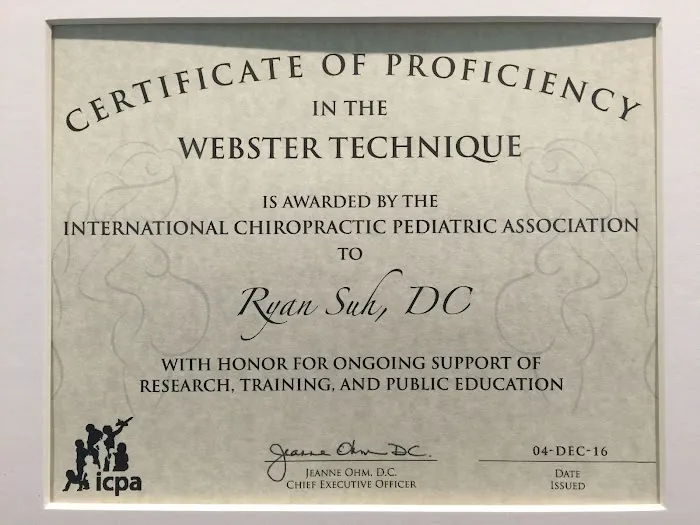 CERTIFICATE OF PROFICIENCY
IN THE
WEBSTER TECHNIQUE
IS AWARDED BY THE
INTERNATIONAL CHIROPRACTIC PEDIATRIC ASSOCIATION
TO
Ryan Suh, DC
WITH HONOR FOR ONGOING SUPPORT OF
RESEARCH, TRAINING, AND PUBLIC EDUCATION
icpa
Jeanne Ohm DC.
JEANNE OHM, D.C.
CHIEF EXECUTIVE OFFICER
04-DEC-16
DATE
ISSUED